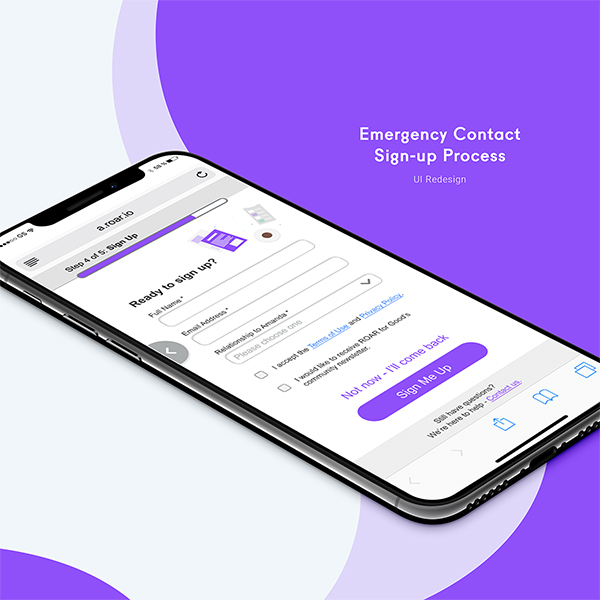 Emergency Contact
Sign-up Process
UI Redesign
GS
58 %
a.roar.io
Step 4 of 5: Sign Up
Ready to sign up?
Full Name *
Email Address *
Relationship to Amanda *
Please choose one
I accept the Terms of Use and Privacy Policy.
I would like to receive ROAR for Good's
community newsletter.
Not now - I'll come back
Sign Me Up
Still have questions?
We're here to help - Contact us.